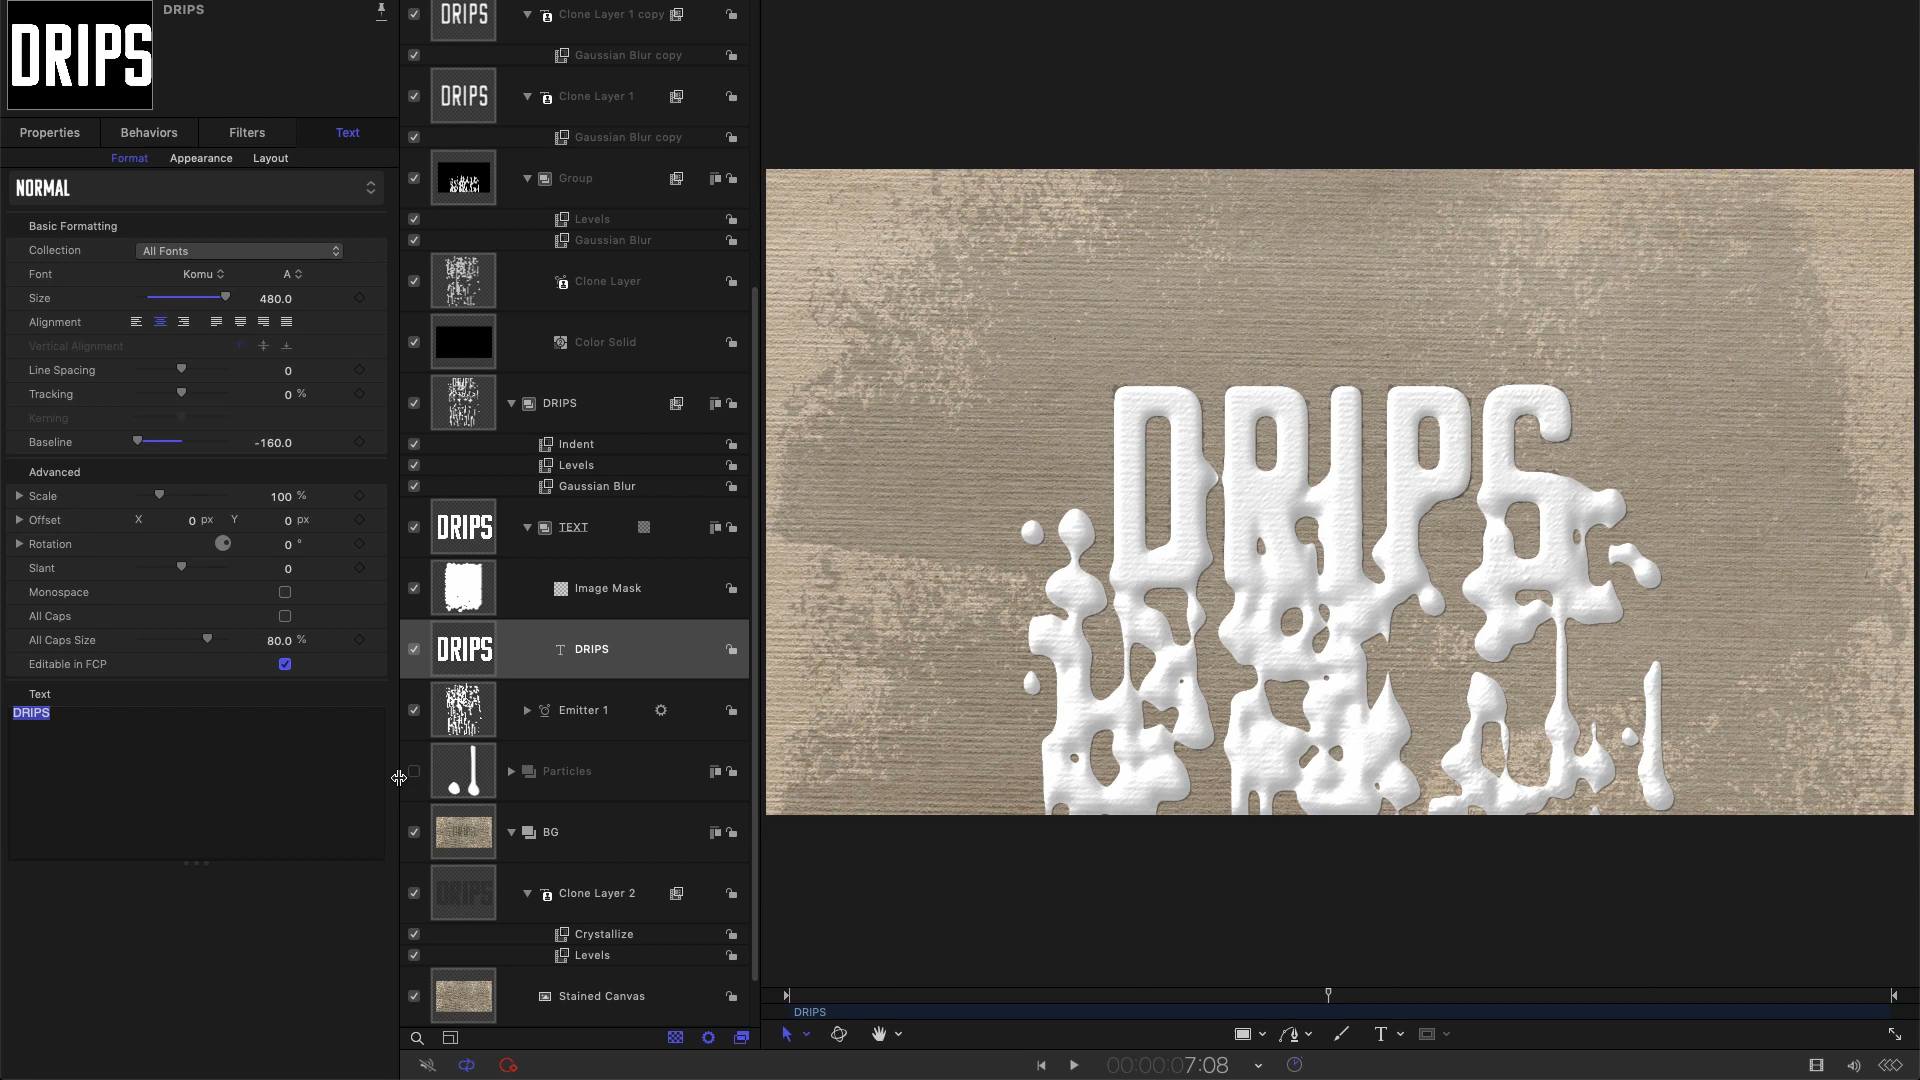 DRIPS
DRIPS
Properties
Behaviors
Filters
Text
Format
Appearance
Layout
NORMAL
Basic Formatting
Collection
All Fonts
Font
Komu
A
Size
480.0
Alignment
Vertical Alignment
Line Spacing
0
Tracking
0 %
Kerning
Baseline
-160.0
Advanced
Scale
100 %
Offset
X
0 px
Y
0 px
Rotation
0 °
Slant
0
Monospace
All Caps
All Caps Size
80.0 %
Editable in FCP
Text
DRIPS
DRIPS
Clone Layer 1 copy
Gaussian Blur copy
DRIPS
Clone Layer 1
Gaussian Blur copy
Group
Levels
Gaussian Blur
Clone Layer
Color Solid
DRIPS
Indent
Levels
Gaussian Blur
DRIPS
TEXT
Image Mask
DRIPS
DRIPS
Emitter 1
Particles
BG
DRIPS
Clone Layer 2
Crystallize
Levels
Stained Canvas
DRIPS
DRIPS
T
00:00:07:08